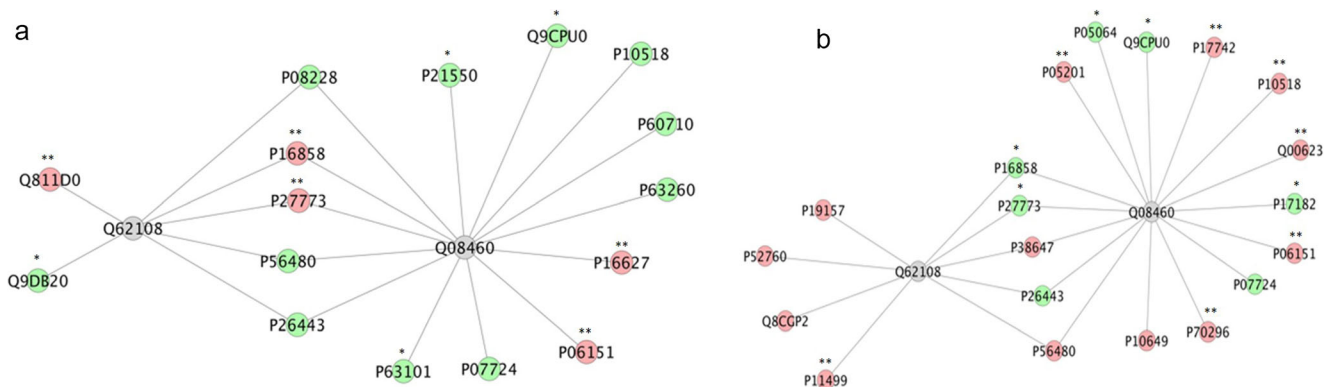 a
*
Q9CPU0
P10518
*
P21550
P08228
P60710
**
P16858
**
Q811D0
**
P27773
P63260
Q62108
Q08460
*
Q9DB20
P56480
**
P16627
P26443
**
P06151
*
P63101
P07724
b
*
P05064
*
Q9CPU0
**
P17742
**
P05201
**
P10518
**
Q00623
*
P16858
*
P27773
*
P17182
Q08460
P19157
P38647
**
P06151
P52760
Q62108
P26443
P07724
Q8CGP2
**
P70296
P10649
P56480
**
P11499